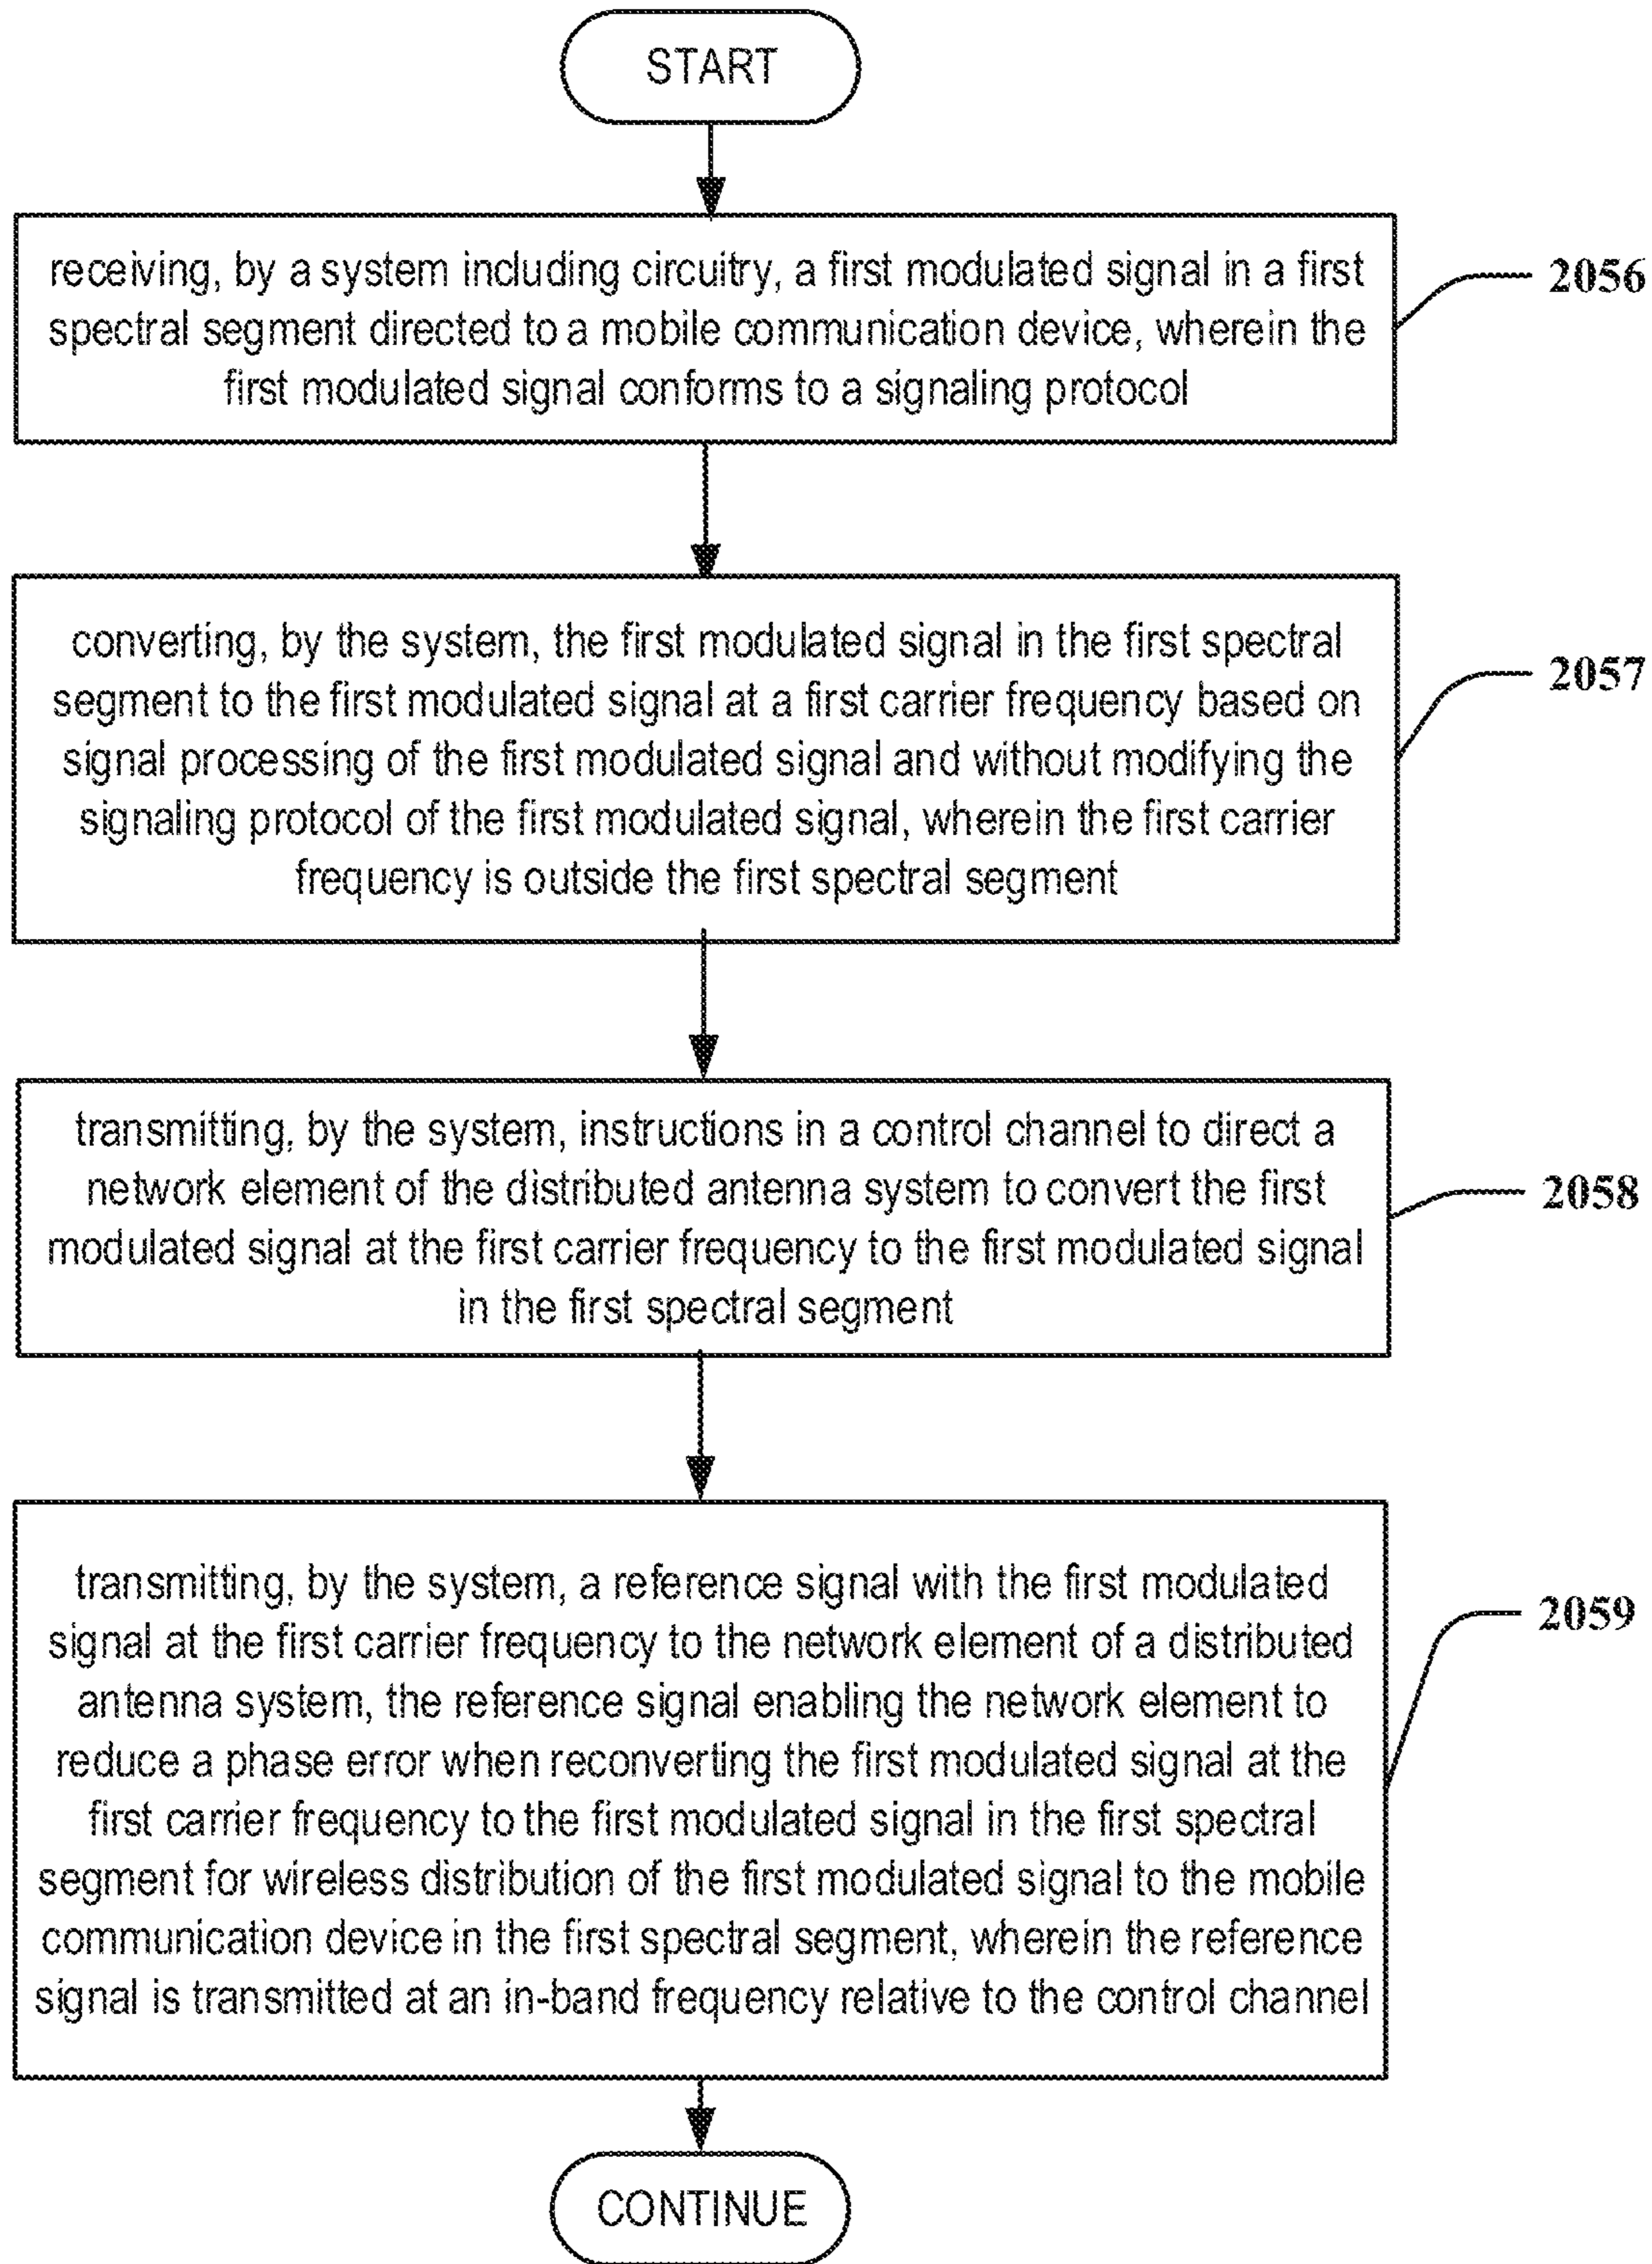 START
receiving, by a system including circuitry, a first modulated signal in a first
spectral segment directed to a mobile communication device, wherein the
first modulated signal conforms to a signaling protocol
2056
converting, by the system, the first modulated signal in the first spectral
segment to the first modulated signal at a first carrier frequency based on
signal processing of the first modulated signal and without modifying the
signaling protocol of the first modulated signal, wherein the first carrier
frequency is outside the first spectral segment
2057
transmitting, by the system, instructions in a control channel to direct a
network element of the distributed antenna system to convert the first
modulated signal at the first carrier frequency to the first modulated signal
in the first spectral segment
2058
transmitting, by the system, a reference signal with the first modulated
signal at the first carrier frequency to the network element of a distributed
antenna system, the reference signal enabling the network element to
reduce a phase error when reconverting the first modulated signal at the
first carrier frequency to the first modulated signal in the first spectral
segment for wireless distribution of the first modulated signal to the mobile
communication device in the first spectral segment, wherein the reference
signal is transmitted at an in-band frequency relative to the control channel
2059
CONTINUE